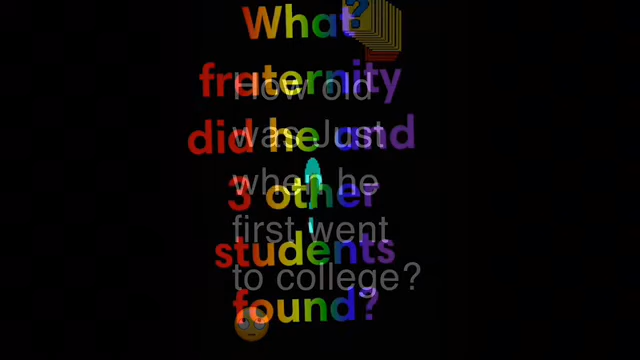 What
fraternity
did he and
3 other
students
found?
How old
was Just
when he
first went
to college?